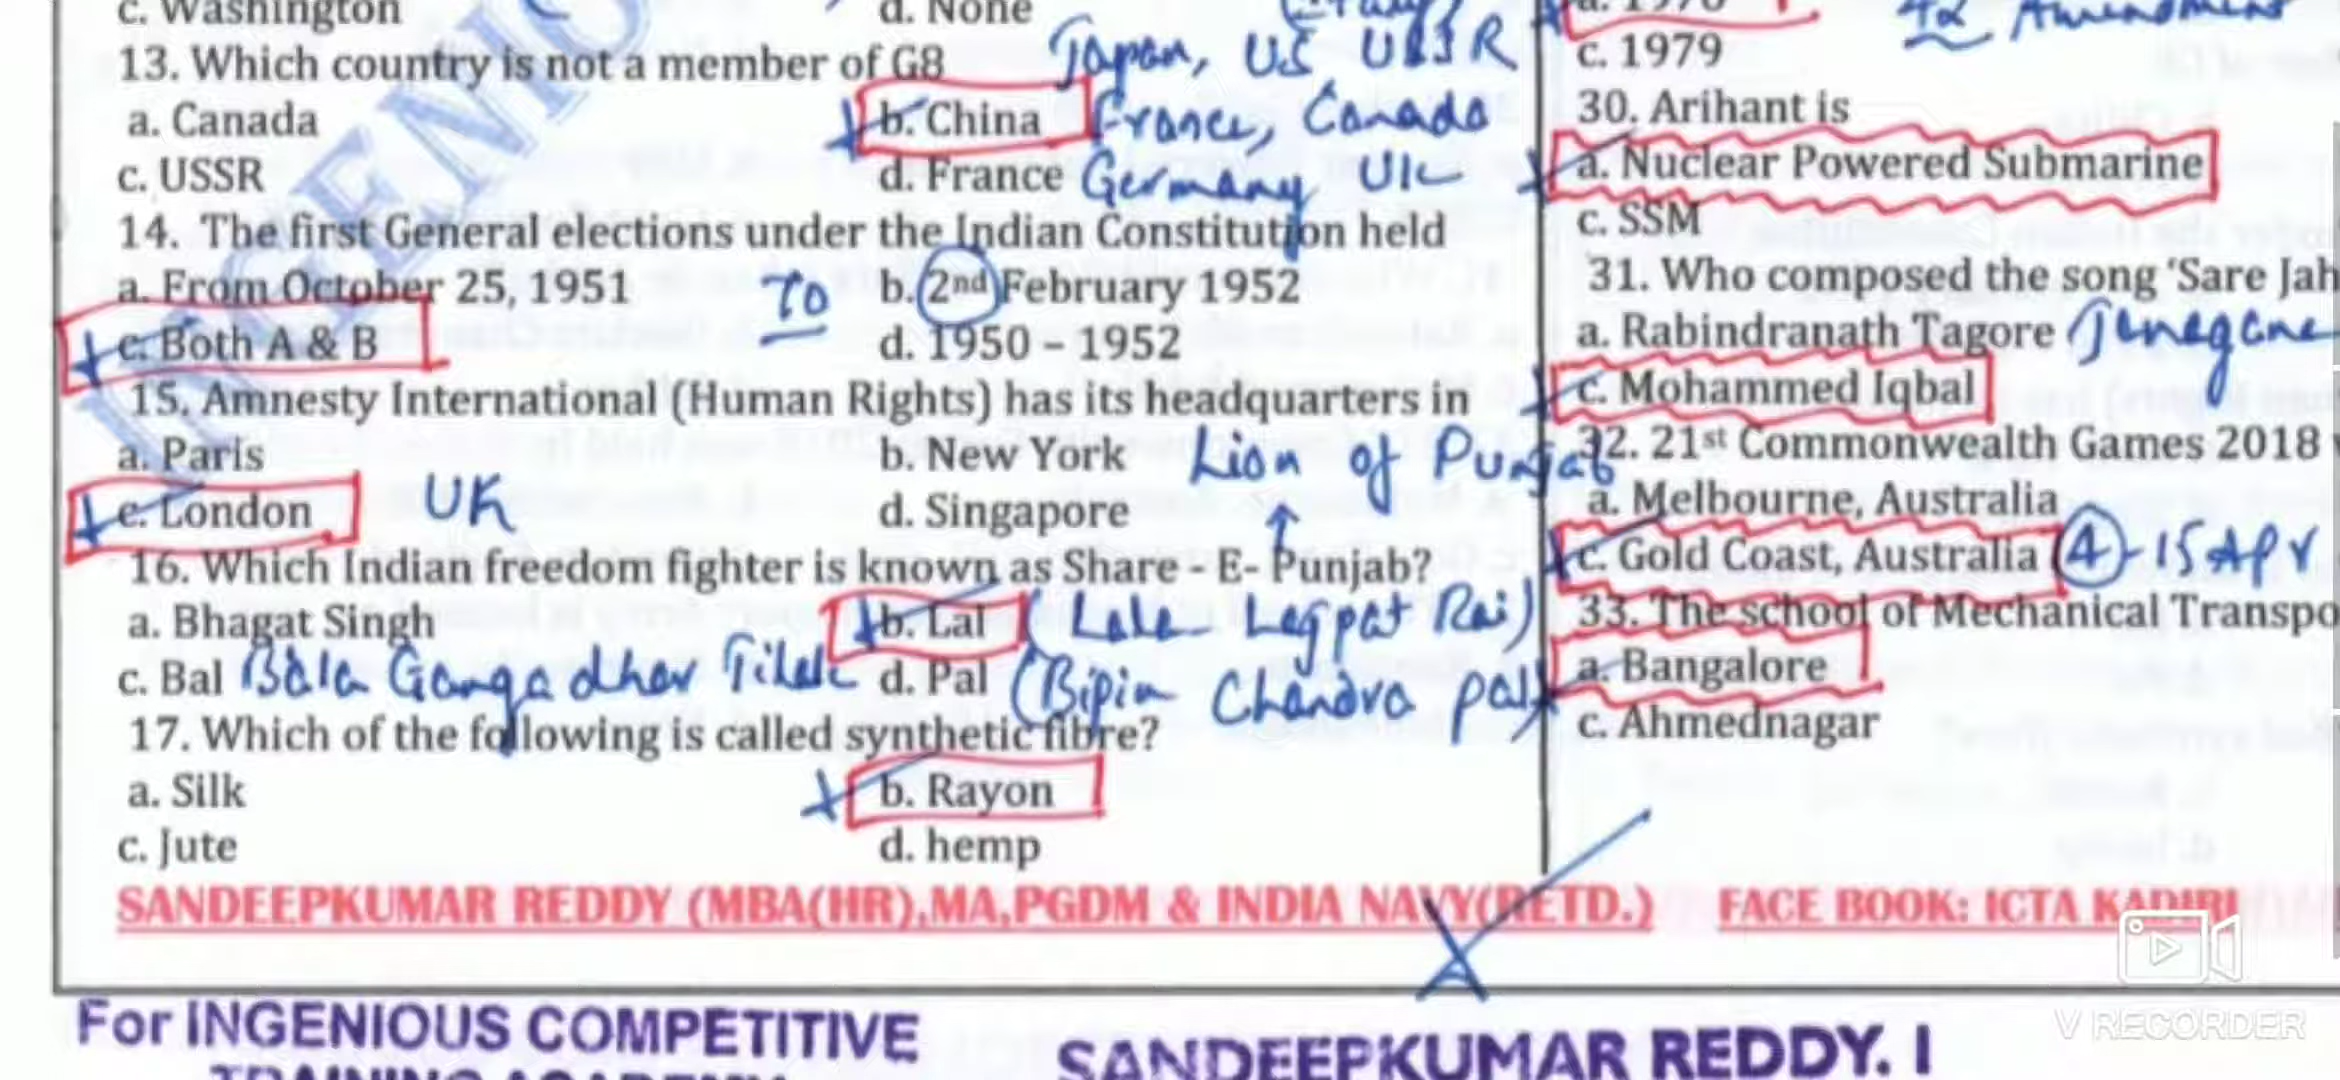 c. Washington
d. None
13. Which country is not a member of G8
Japan, US USSR
a. Canada
b. China
France, Canada
c. USSR
d. France
Germany UK
14. The first General elections under the Indian Constitution held
a. From October 25, 1951
To
b. 2nd February 1952
c. Both A & B
d. 1950 – 1952
15. Amnesty International (Human Rights) has its headquarters in
a. Paris
b. New York
Lion of Punjab
c. London
UK
d. Singapore
16. Which Indian freedom fighter is known as Share - E- Punjab?
a. Bhagat Singh
b. Lal
(Lala Lagpat Rai)
c. Bal
Bala Gangadhar Tilak
d. Pal
(Bipin Chandra pal)
17. Which of the following is called synthetic fibre?
a. Silk
b. Rayon
c. Jute
d. hemp
42 Amendment
c. 1979
30. Arihant is
a. Nuclear Powered Submarine
c. SSM
31. Who composed the song ‘Sare Jah
a. Rabindranath Tagore
c. Mohammed Iqbal
32. 21st Commonwealth Games 2018
a. Melbourne, Australia
c. Gold Coast, Australia
4-15 Apr
33. The school of Mechanical Transpo
a. Bangalore
c. Ahmednagar
SANDEEPKUMAR REDDY (MBA(HR),MA,PGDM & INDIA NAVY(RETD.)
FACE BOOK: ICTA KADIRI
INGENIO
V RECORDER
For INGENIOUS COMPETITIVE
TRAINING ACADEMY
SANDEEPKUMAR REDDY. I